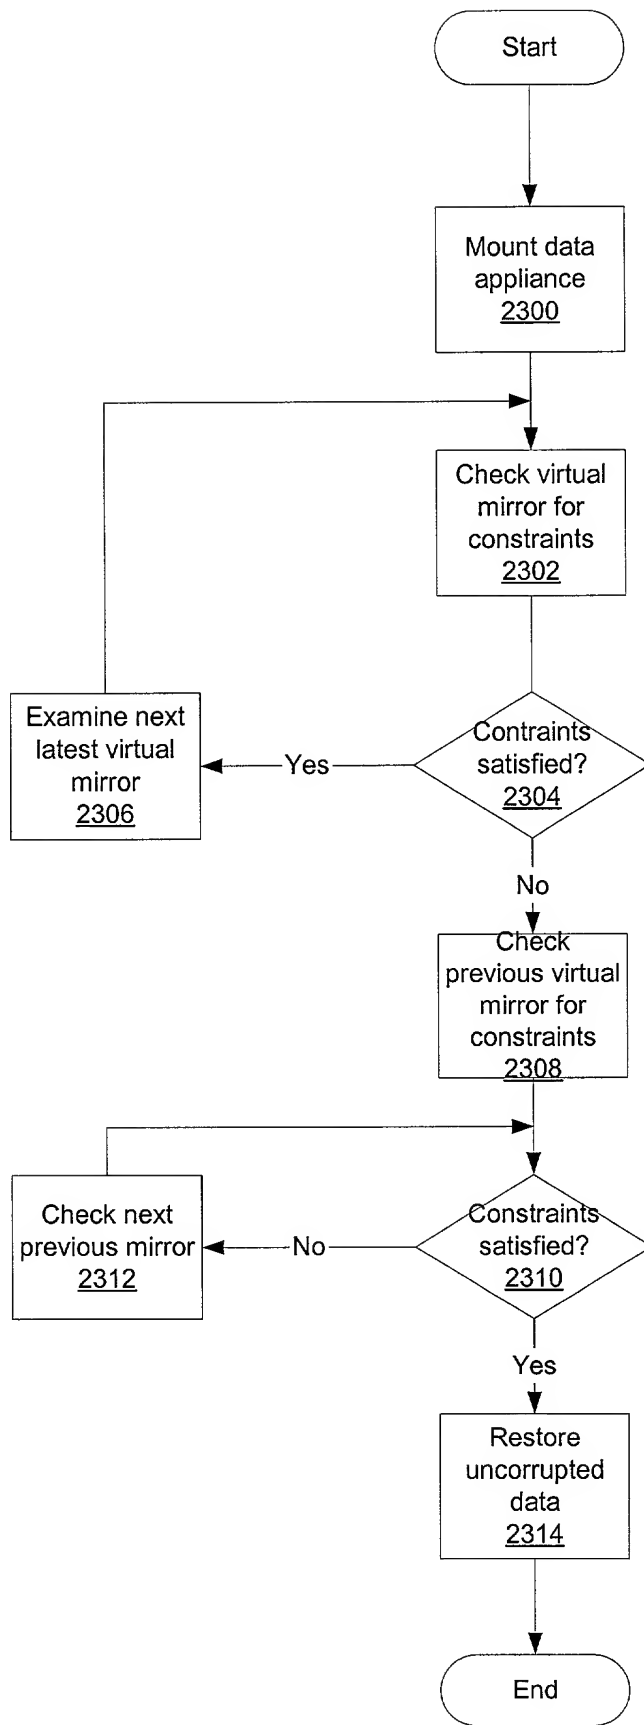 Start
Mount data
appliance
2300
Check virtual
mirror for
constraints
2302
Examine next
latest virtual
mirror
2306
Yes
Contraints
satisfied?
2304
No
Check
previous virtual
mirror for
constraints
2308
Check next
previous mirror
2312
No
Constraints
satisfied?
2310
Yes
Restore
uncorrupted
data
2314
End